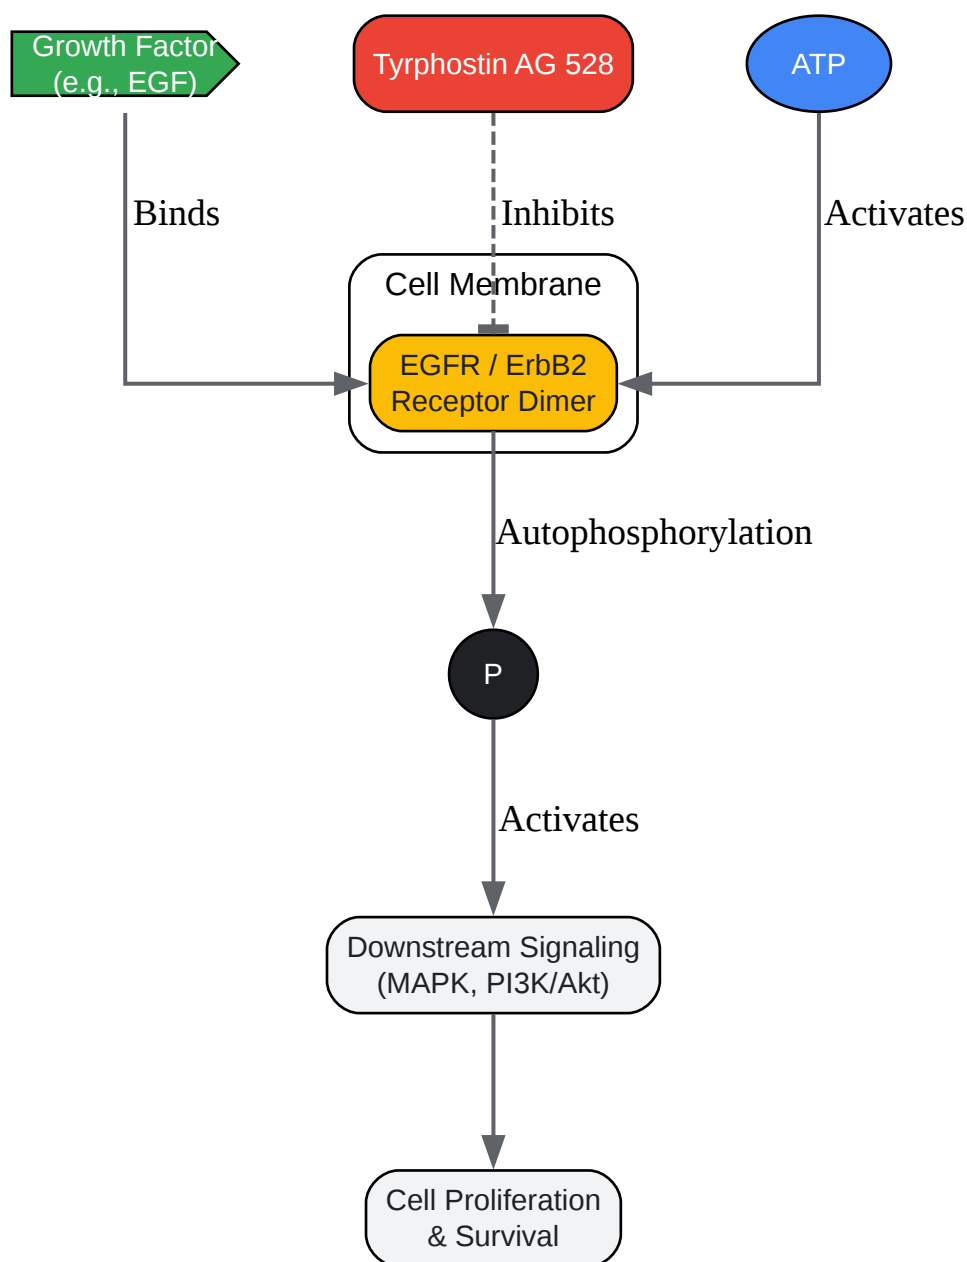 Growth Factor
(e.g., EGF)
Tyrphostin AG 528
ATP
Binds
Inhibits
Activates
Cell Membrane
EGFR / ErbB2
Receptor Dimer
Autophosphorylation
P
Activates
Downstream Signaling
(MAPK, PI3K/Akt)
Cell Proliferation
& Survival